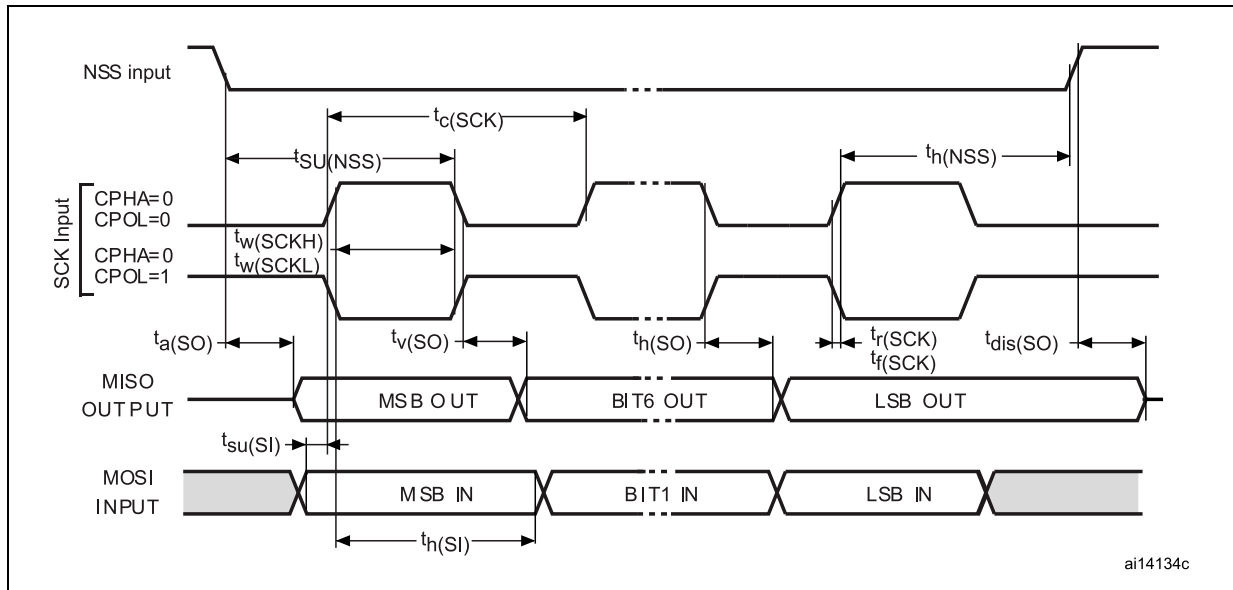 NSS input
tc(SCK)
tSU(NSS)
th(NSS)
SCK Input
CPHA=0
CPOL=0
tw(SCKH)
CPHA=0
tw(SCKL)
CPOL=1
ta(SO)
tv(SO)
th(SO)
tr(SCK)
tf(SCK)
tdis(SO)
MISO
OUTPUT
MSB OUT
BIT6 OUT
LSB OUT
tsu(SI)
MOSI
INPUT
MSB IN
BIT1 IN
LSB IN
th(SI)
ai14134c